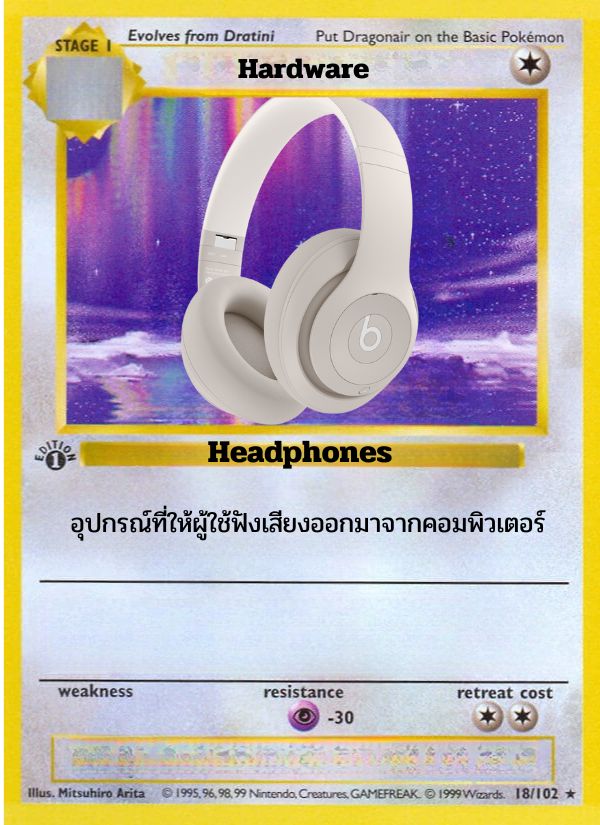 STAGE 1
Evolves from Dratini
Put Dragonair on the Basic Pokémon
Hardware
b
EDITION
1
Headphones
อุปกรณ์ที่ให้ผู้ใช้ฟังเสียงออกมาจากคอมพิวเตอร์
weakness
resistance
retreat cost
-30
Illus. Mitsuhiro Arita
© 1995, 96, 98, 99 Nintendo, Creatures, GAMEFREAK. © 1999 Wizards.
18/102 ★